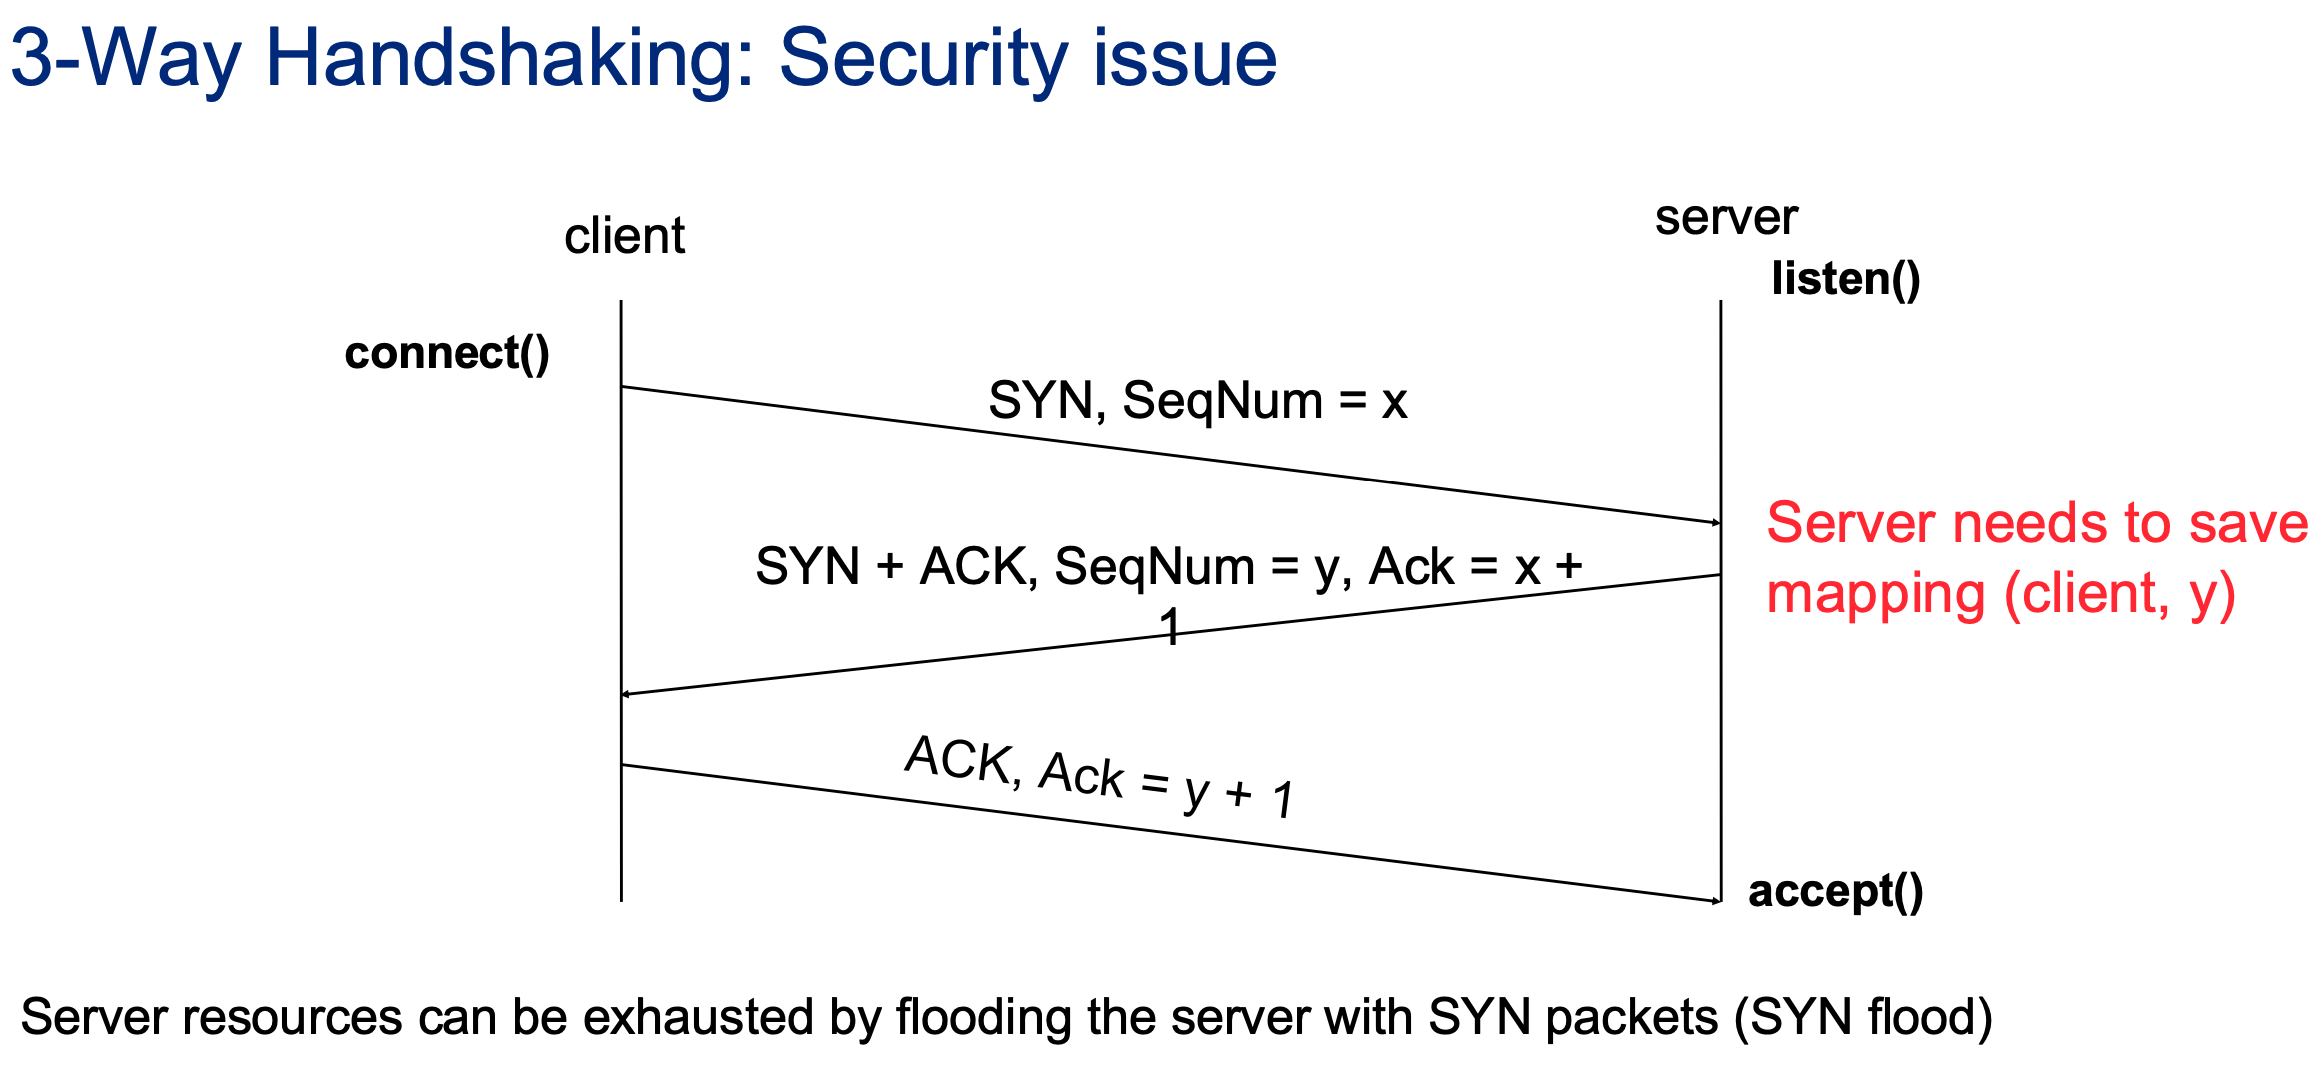 3-Way Handshaking: Security issue
client
server
listen()
connect()
SYN, SeqNum = x
SYN + ACK, SeqNum = y, Ack = x +
1
Server needs to save
mapping (client, y)
ACK, Ack = y + 1
accept()
Server resources can be exhausted by flooding the server with SYN packets (SYN flood)